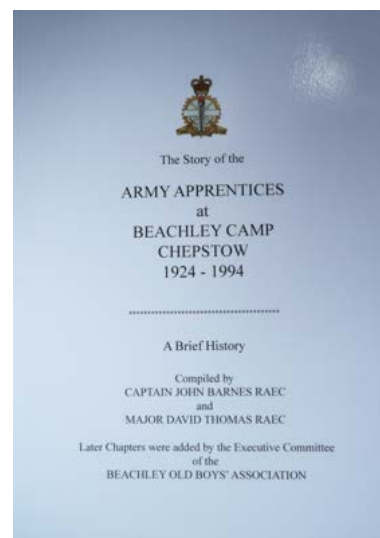 The Story of the
ARMY APPRENTICES
at
BEACHLEY CAMP
CHEPSTOW
1924 - 1994
A Brief History
Compiled by
CAPTAIN JOHN BARNES RAEC
and
MAJOR DAVID THOMAS RAEC
Later Chapters were added by the Executive Committee
of the
BEACHLEY OLD BOYS' ASSOCIATION